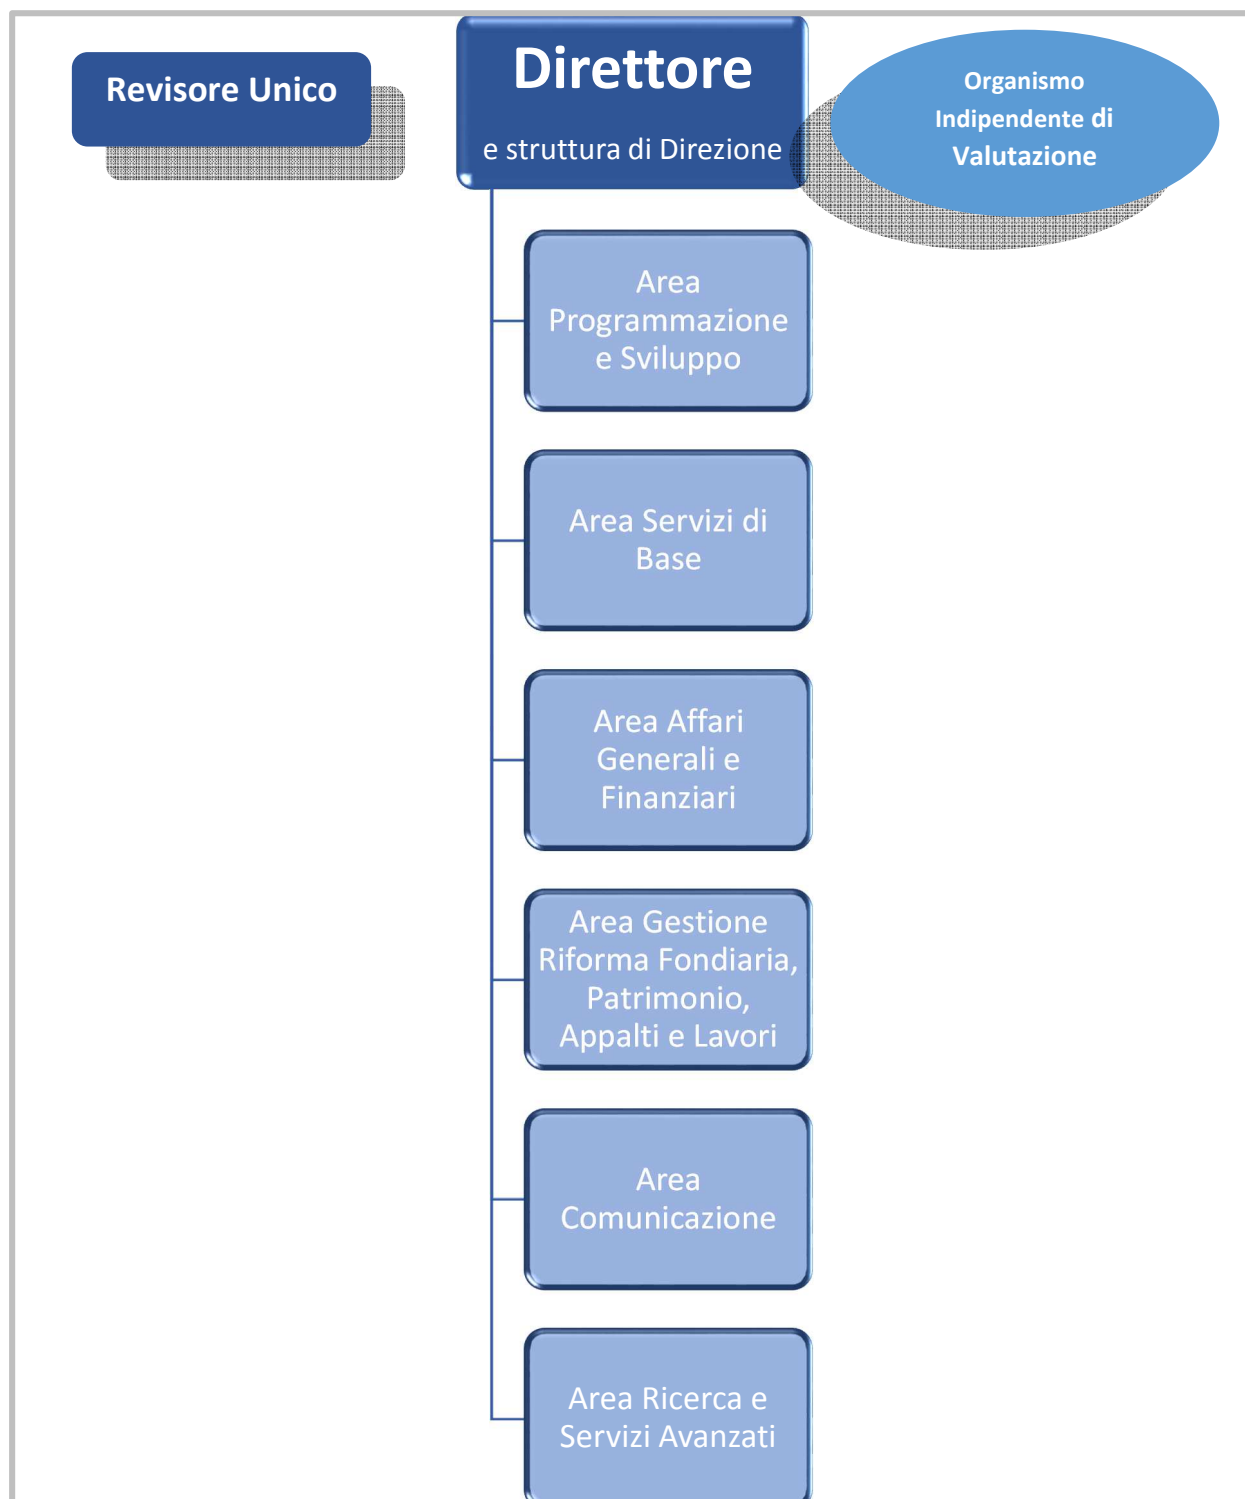 Revisore Unico
Direttore
e struttura di Direzione
Organismo
Indipendente di
Valutazione
Area
Programmazione
e Sviluppo
Area Servizi di
Base
Area Affari
Generali e
Finanziari
Area Gestione
Riforma Fondiaria,
Patrimonio,
Appalti e Lavori
Area
Comunicazione
Area Ricerca e
Servizi Avanzati